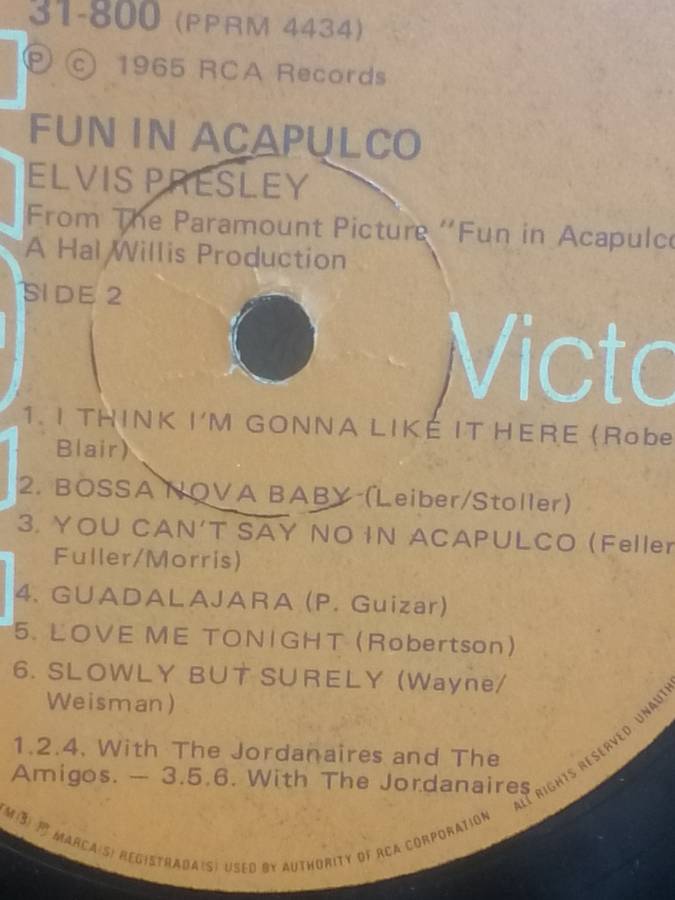 31-800 (PPRM 4434)
Ⓟ © 1965 RCA Records
FUN IN ACAPULCO
ELVIS PRESLEY
From The Paramount Picture "Fun in Acapulco
A Hal Willis Production
SIDE 2
Victo
1. I THINK I'M GONNA LIKE IT HERE (Robe
Blair)
2. BOSSA NOVA BABY (Leiber/Stoller)
3. YOU CAN'T SAY NO IN ACAPULCO (Feller
Fuller/Morris)
4. GUADALAJARA (P. Guizar)
5. LOVE ME TONIGHT (Robertson)
6. SLOWLY BUT SURELY (Wayne/
Weisman)
1.2.4. With The Jordanaires and The
Amigos. — 3.5.6. With The Jordanaires
MARCA(S) REGISTRADA(S) USED BY AUTHORITY OF RCA CORPORATION ALL RIGHTS RESERVED UNAUTHO